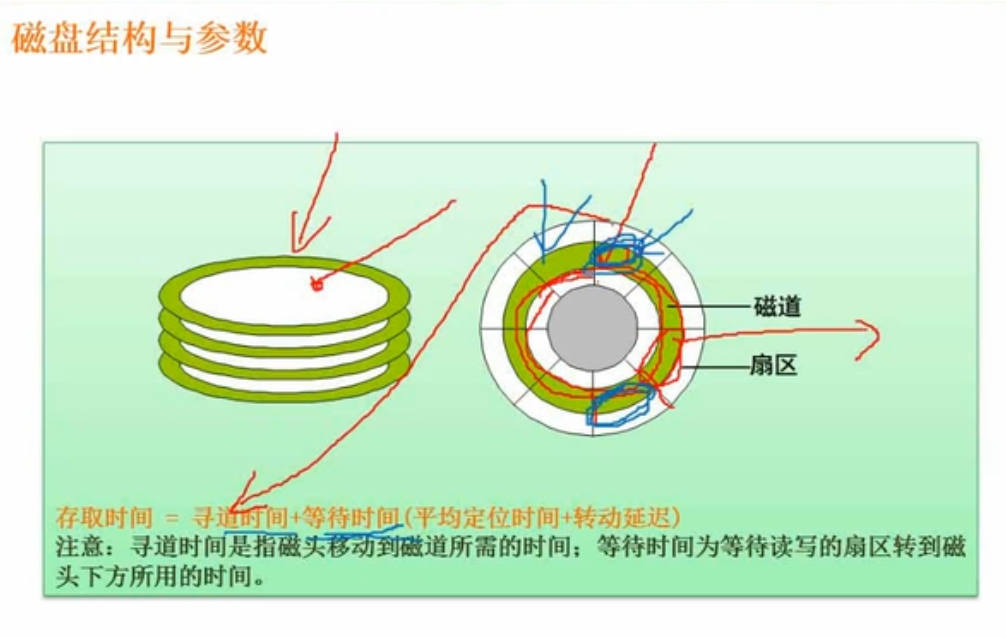 磁盘结构与参数
磁道
扇区
存取时间 = 寻道时间+等待时间(平均定位时间+转动延迟)
注意：寻道时间是指磁头移动到磁道所需的时间；等待时间为等待读写的扇区转到磁
头下方所用的时间。